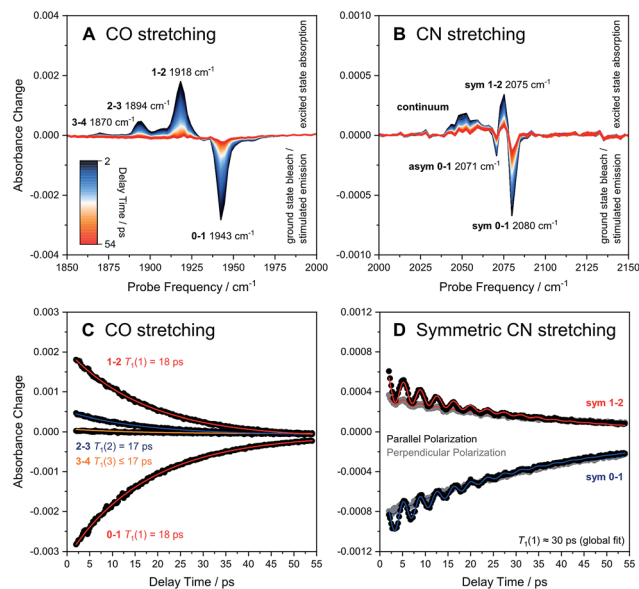 A CO stretching
0.004
0.002
0.000
-0.002
-0.004
Absorbance Change
1-2 1918 cm-1
2-3 1894 cm-1
3-4 1870 cm-1
0-1 1943 cm-1
2
54
Delay Time / ps
excited state absorption
ground state bleach /
stimulated emission
1850 1900 1950 2000
Probe Frequency / cm-1
B CN stretching
0.0010
0.0005
0.0000
-0.0005
-0.0010
sym 1-2 2075 cm-1
continuum
asym 0-1 2071 cm-1
sym 0-1 2080 cm-1
excited state absorption
ground state bleach /
stimulated emission
2000 2050 2100 2150
Probe Frequency / cm-1
C CO stretching
0.003
0.002
0.001
0.000
-0.001
-0.002
-0.003
Absorbance Change
1-2 T1(1) = 18 ps
2-3 T1(2) = 17 ps
3-4 T1(3) ≤ 17 ps
0-1 T1(1) = 18 ps
0 5 10 15 20 25 30 35 40 45 50 55
Delay Time / ps
D Symmetric CN stretching
0.0012
0.0008
0.0004
0.0000
-0.0004
-0.0008
-0.0012
sym 1-2
Parallel Polarization
Perpendicular Polarization
sym 0-1
T1(1) ≈ 30 ps (global fit)
0 5 10 15 20 25 30 35 40 45 50 55
Delay Time / ps